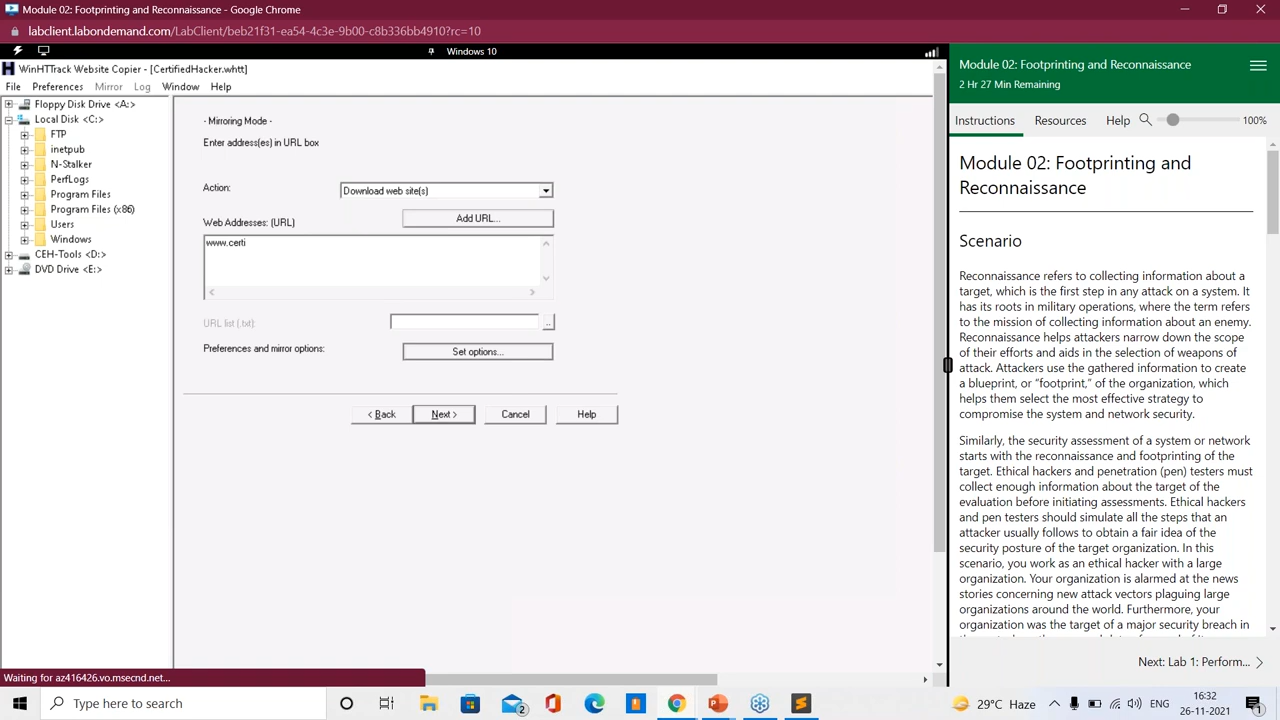 Module 02: Footprinting and Reconnaissance - Google Chrome
labclient.labondemand.com/LabClient/beb21f31-ea54-4c3e-9b00-c8b336bb4910?rc=10
Windows 10
WinHTTrack Website Copier - [CertifiedHacker.whtt]
File Preferences Mirror Log Window Help
Floppy Disk Drive <A:>
Local Disk <C:>
FTP
inetpub
N-Stalker
PerfLogs
Program Files
Program Files (x86)
Users
Windows
CEH-Tools <D:>
DVD Drive <E:>
- Mirroring Mode -
Enter address(es) in URL box
Action:
Download web site(s)
Web Addresses: (URL)
Add URL...
www.certi
URL list (.txt):
..
Preferences and mirror options:
Set options...
< Back
Next >
Cancel
Help
Waiting for az416426.vo.msecnd.net...
Module 02: Footprinting and Reconnaissance
2 Hr 27 Min Remaining
Instructions Resources Help 100%
Module 02: Footprinting and
Reconnaissance
Scenario
Reconnaissance refers to collecting information about a
target, which is the first step in any attack on a system. It
has its roots in military operations, where the term refers
to the mission of collecting information about an enemy.
Reconnaissance helps attackers narrow down the scope
of their efforts and aids in the selection of weapons of
attack. Attackers use the gathered information to create
a blueprint, or “footprint,” of the organization, which
helps them select the most effective strategy to
compromise the system and network security.
Similarly, the security assessment of a system or network
starts with the reconnaissance and footprinting of the
target. Ethical hackers and penetration (pen) testers must
collect enough information about the target of the
evaluation before initiating assessments. Ethical hackers
and pen testers should simulate all the steps that an
attacker usually follows to obtain a fair idea of the
security posture of the target organization. In this
scenario, you work as an ethical hacker with a large
organization. Your organization is alarmed at the news
stories concerning new attack vectors plaguing large
organizations around the world. Furthermore, your
organization was the target of a major security breach in
Next: Lab 1: Perform...
Type here to search
2
29°C Haze
ENG
16:32
26-11-2021
1